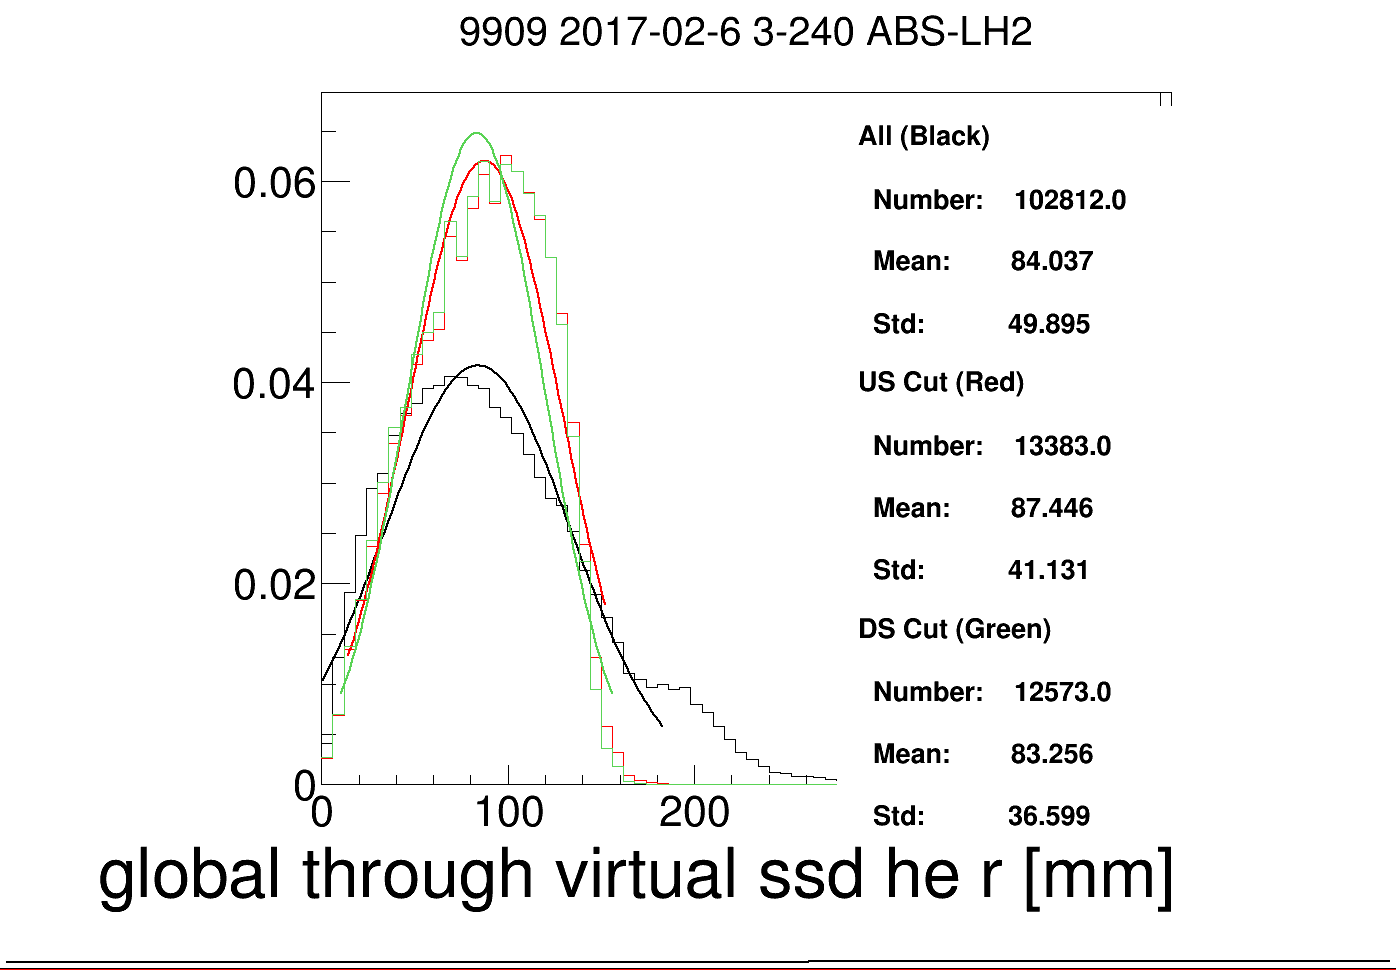 9909 2017-02-6 3-240 ABS-LH2
All (Black)
Number: 102812.0
Mean: 84.037
Std: 49.895
US Cut (Red)
Number: 13383.0
Mean: 87.446
Std: 41.131
DS Cut (Green)
Number: 12573.0
Mean: 83.256
Std: 36.599
0.06
0.04
0.02
0
0 100 200
global through virtual ssd he r [mm]